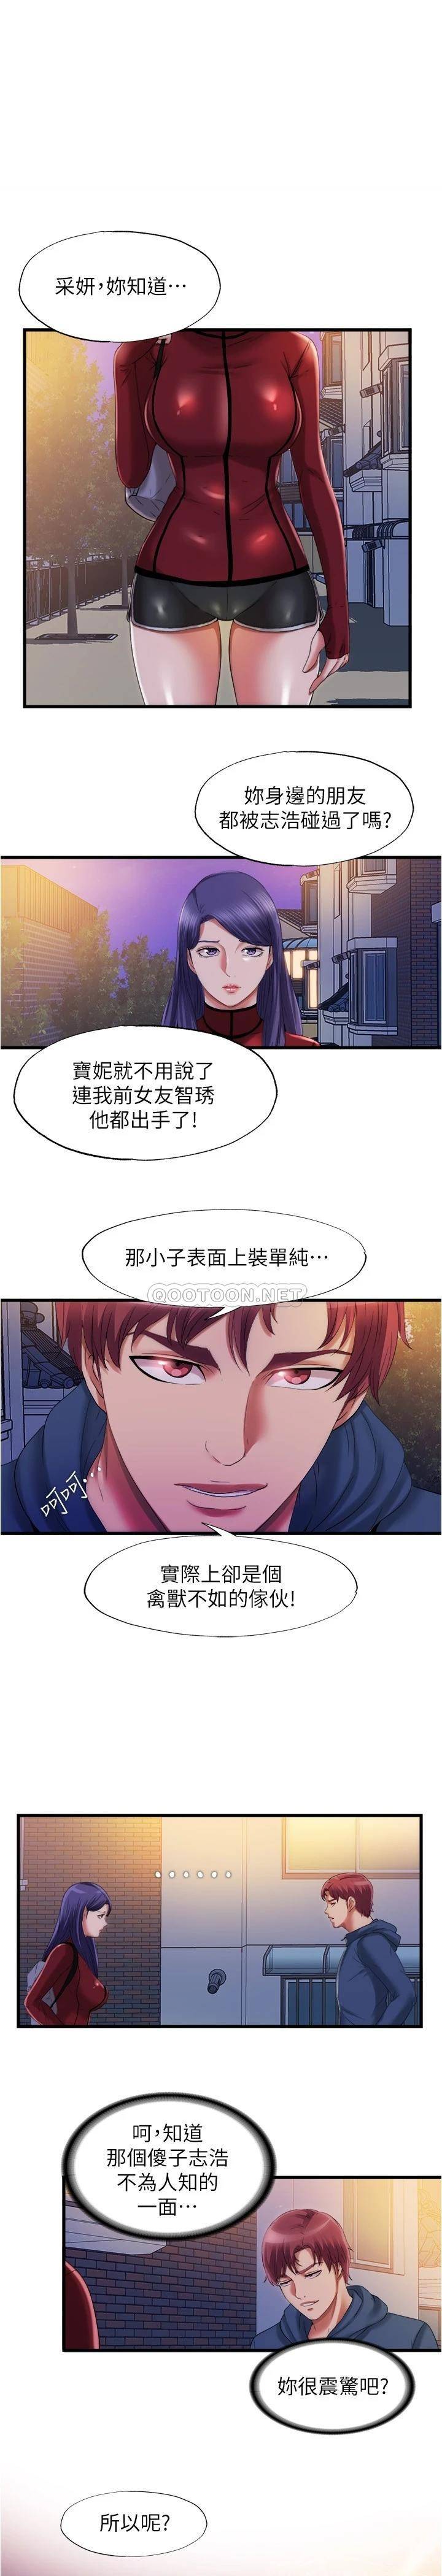 采妍,妳知道⋯
妳身邊的朋友
都被志浩碰過了嗎?
寶妮就不用說了
連我前女友智琇
他都出手了!
那小子表面上裝單純⋯
QOOTOON.NET
呵呵⋯
實際上卻是個
禽獸不如的傢伙!
⋯⋯
呵,知道
那個傻子志浩
不為人知的
一面⋯
妳很震驚吧?
所以呢?